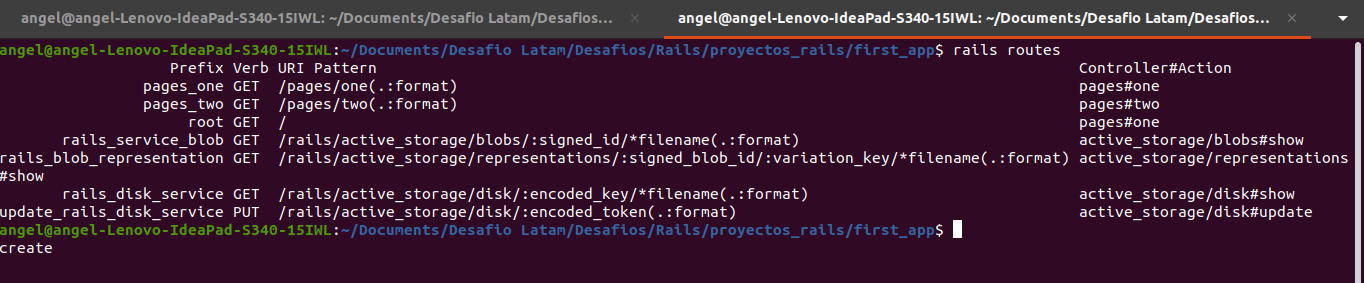 angel@angel-Lenovo-IdeaPad-S340-15IWL: ~/Documents/Desafio Latam/Desafios... × angel@angel-Lenovo-IdeaPad-S340-15IWL: ~/Documents/Desafio Latam/Desafios... ×
angel@angel-Lenovo-IdeaPad-S340-15IWL:~/Documents/Desafio Latam/Desafios/Rails/proyectos_rails/first_app$ rails routes
Prefix Verb URI Pattern Controller#Action
pages_one GET /pages/one(.:format) pages#one
pages_two GET /pages/two(.:format) pages#two
root GET / pages#one
rails_service_blob GET /rails/active_storage/blobs/:signed_id/*filename(.:format) active_storage/blobs#show
rails_blob_representation GET /rails/active_storage/representations/:signed_blob_id/:variation_key/*filename(.:format) active_storage/representations
#show
rails_disk_service GET /rails/active_storage/disk/:encoded_key/*filename(.:format) active_storage/disk#show
update_rails_disk_service PUT /rails/active_storage/disk/:encoded_token(.:format) active_storage/disk#update
angel@angel-Lenovo-IdeaPad-S340-15IWL:~/Documents/Desafio Latam/Desafios/Rails/proyectos_rails/first_app$
create